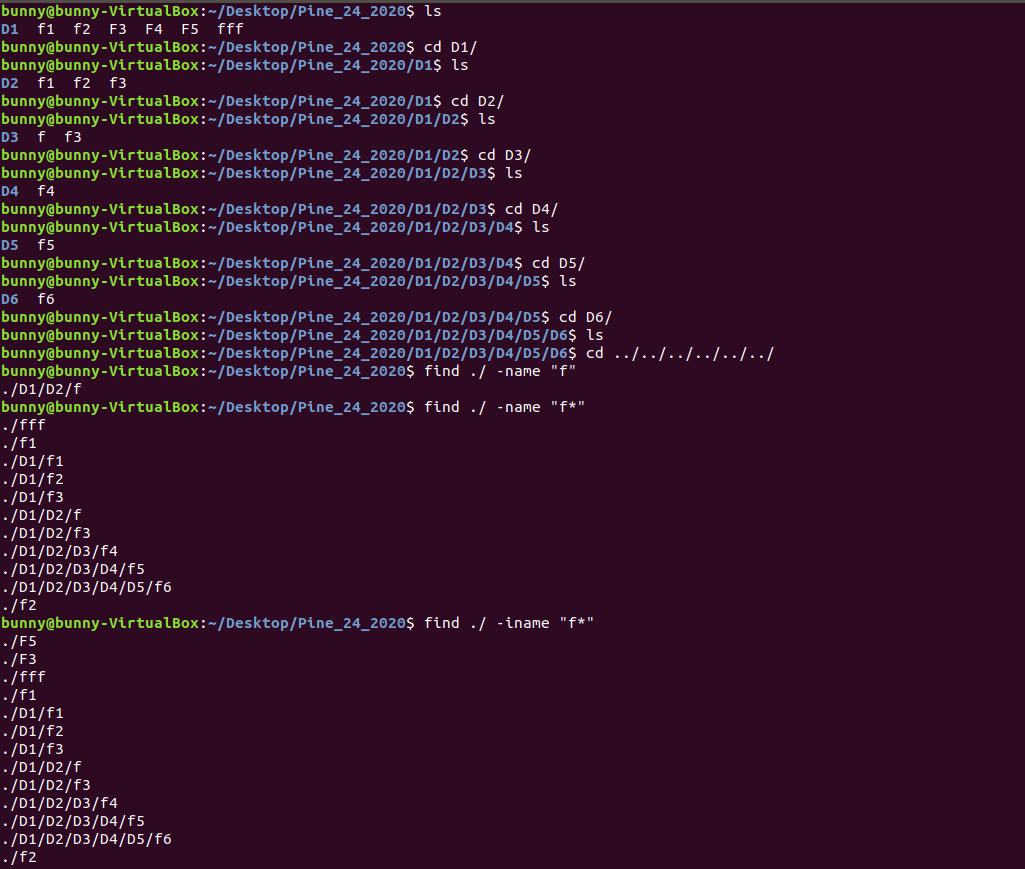 bunny@bunny-VirtualBox:~/Desktop/Pine_24_2020$ ls
D1  f1  f2  F3  F4  F5  fff
bunny@bunny-VirtualBox:~/Desktop/Pine_24_2020$ cd D1/
bunny@bunny-VirtualBox:~/Desktop/Pine_24_2020/D1$ ls
D2  f1  f2  f3
bunny@bunny-VirtualBox:~/Desktop/Pine_24_2020/D1$ cd D2/
bunny@bunny-VirtualBox:~/Desktop/Pine_24_2020/D1/D2$ ls
D3  f  f3
bunny@bunny-VirtualBox:~/Desktop/Pine_24_2020/D1/D2$ cd D3/
bunny@bunny-VirtualBox:~/Desktop/Pine_24_2020/D1/D2/D3$ ls
D4  f4
bunny@bunny-VirtualBox:~/Desktop/Pine_24_2020/D1/D2/D3$ cd D4/
bunny@bunny-VirtualBox:~/Desktop/Pine_24_2020/D1/D2/D3/D4$ ls
D5  f5
bunny@bunny-VirtualBox:~/Desktop/Pine_24_2020/D1/D2/D3/D4$ cd D5/
bunny@bunny-VirtualBox:~/Desktop/Pine_24_2020/D1/D2/D3/D4/D5$ ls
D6  f6
bunny@bunny-VirtualBox:~/Desktop/Pine_24_2020/D1/D2/D3/D4/D5$ cd D6/
bunny@bunny-VirtualBox:~/Desktop/Pine_24_2020/D1/D2/D3/D4/D5/D6$ ls
bunny@bunny-VirtualBox:~/Desktop/Pine_24_2020/D1/D2/D3/D4/D5/D6$ cd ../../../../../../
bunny@bunny-VirtualBox:~/Desktop/Pine_24_2020$ find ./ -name "f"
./D1/D2/f
bunny@bunny-VirtualBox:~/Desktop/Pine_24_2020$ find ./ -name "f*"
./fff
./f1
./D1/f1
./D1/f2
./D1/f3
./D1/D2/f
./D1/D2/f3
./D1/D2/D3/f4
./D1/D2/D3/D4/f5
./D1/D2/D3/D4/D5/f6
./f2
bunny@bunny-VirtualBox:~/Desktop/Pine_24_2020$ find ./ -iname "f*"
./F5
./F3
./fff
./f1
./D1/f1
./D1/f2
./D1/f3
./D1/D2/f
./D1/D2/f3
./D1/D2/D3/f4
./D1/D2/D3/D4/f5
./D1/D2/D3/D4/D5/f6
./f2